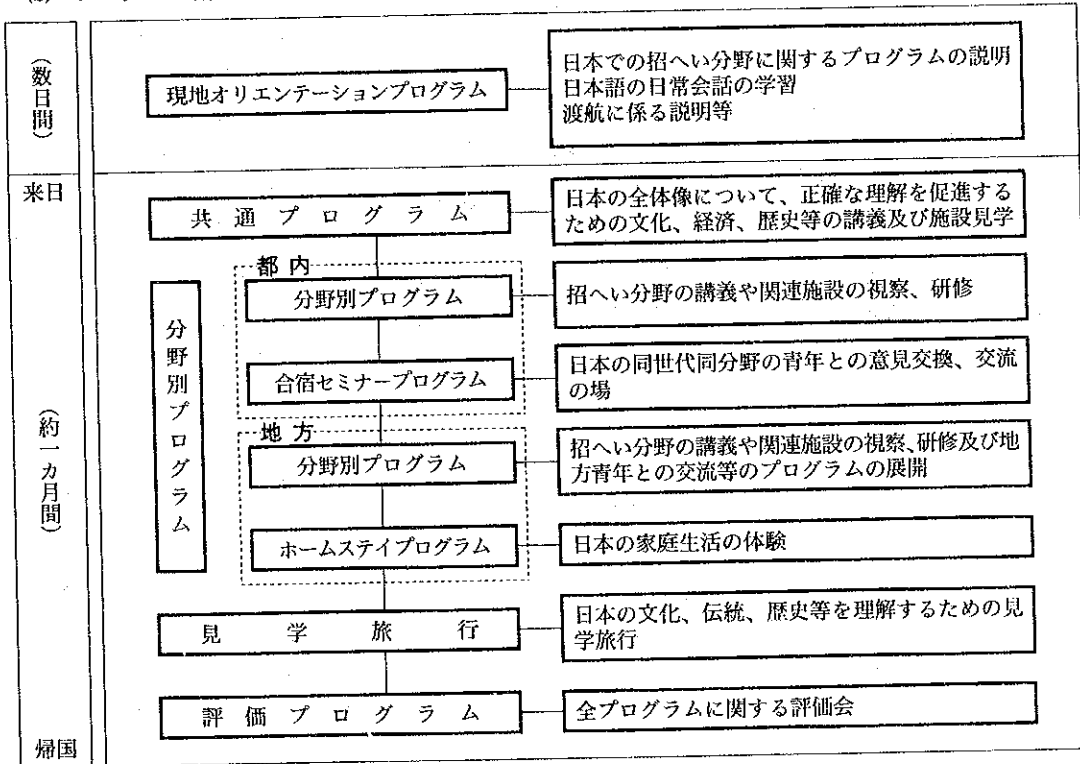 (数日間)
現地オリエンテーションプログラム
日本での招へい分野に関するプログラムの説明
日本語の日常会話の学習
渡航に係る説明等
来日
共通プログラム
日本の全体像について、正確な理解を促進する
ための文化、経済、歴史等の講義及び施設見学
(約一カ月間)
分野別プログラム
都内
分野別プログラム
招へい分野の講義や関連施設の視察、研修
合宿セミナープログラム
日本の同世代同分野の青年との意見交換、交流
の場
地方
分野別プログラム
招へい分野の講義や関連施設の視察、研修及び地
方青年との交流等のプログラムの展開
ホームステイプログラム
日本の家庭生活の体験
見学旅行
日本の文化、伝統、歴史等を理解するための見
学旅行
評価プログラム
全プログラムに関する評価会
帰国